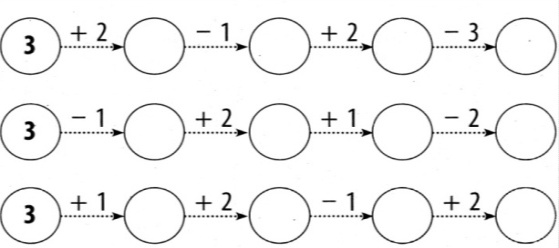 3 + 2 − 1 + 2 − 3
3 − 1 + 2 + 1 − 2
3 + 1 + 2 − 1 + 2